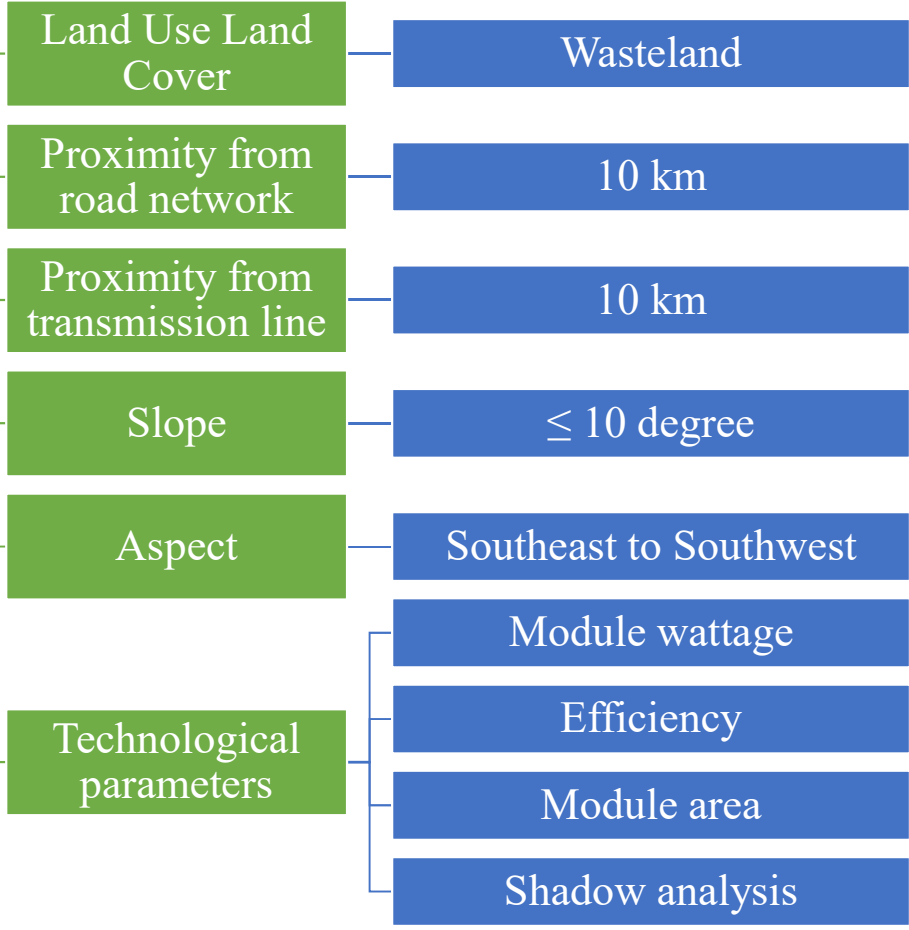 Land Use Land
Cover
Wasteland
Proximity from
road network
10 km
Proximity from
transmission line
10 km
Slope
≤ 10 degree
Aspect
Southeast to Southwest
Technological
parameters
Module wattage
Efficiency
Module area
Shadow analysis